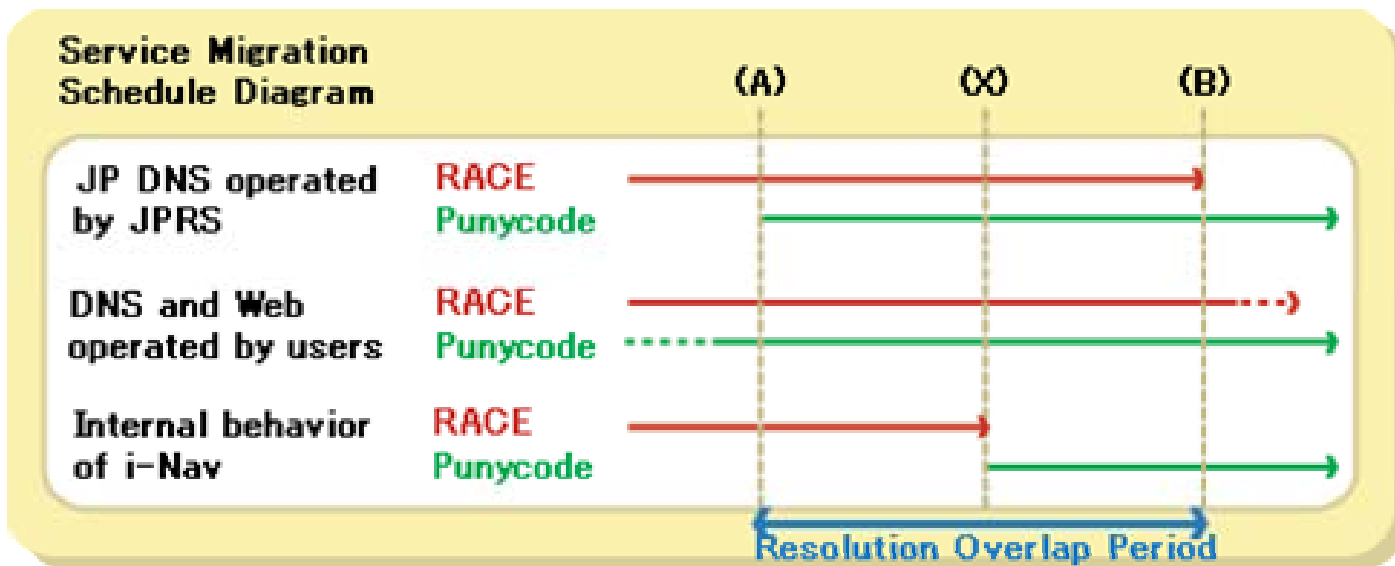 Service Migration
Schedule Diagram
(A)
(X)
(B)
JP DNS operated
by JPRS
RACE
Punycode
DNS and Web
operated by users
RACE
Punycode
Internal behavior
of i-Nav
RACE
Punycode
Resolution Overlap Period